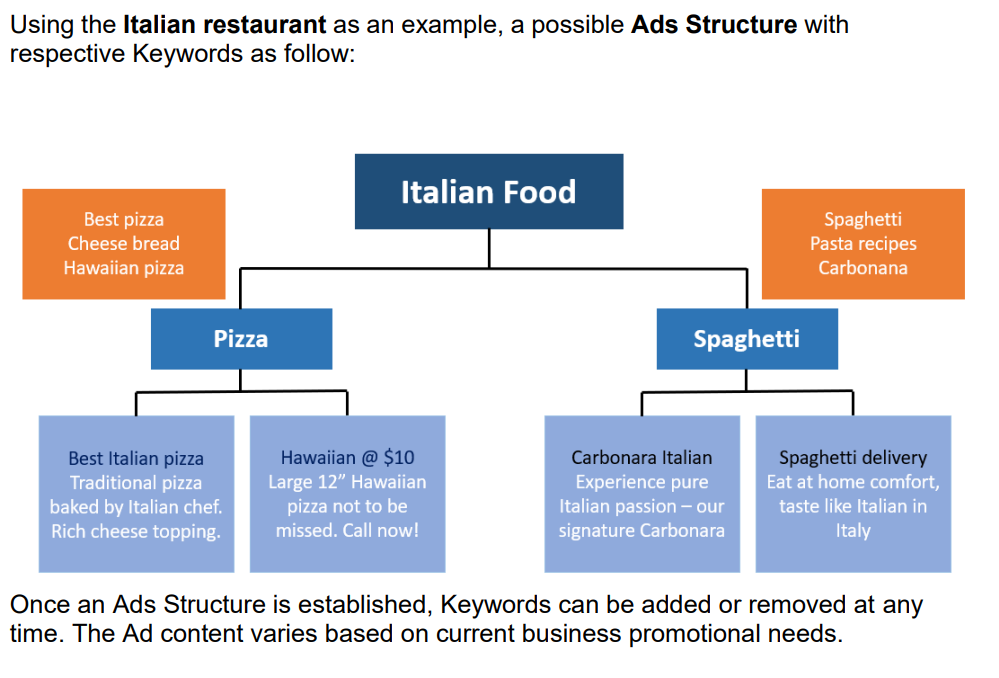 Using the Italian restaurant as an example, a possible Ads Structure with
respective Keywords as follow:
Italian Food
Best pizza
Cheese bread
Hawaiian pizza
Spaghetti
Pasta recipes
Carbonana
Pizza
Spaghetti
Best Italian pizza
Traditional pizza
baked by Italian chef.
Rich cheese topping.
Hawaiian @ $10
Large 12” Hawaiian
pizza not to be
missed. Call now!
Carbonara Italian
Experience pure
Italian passion – our
signature Carbonara
Spaghetti delivery
Eat at home comfort,
taste like Italian in
Italy
Once an Ads Structure is established, Keywords can be added or removed at any
time. The Ad content varies based on current business promotional needs.